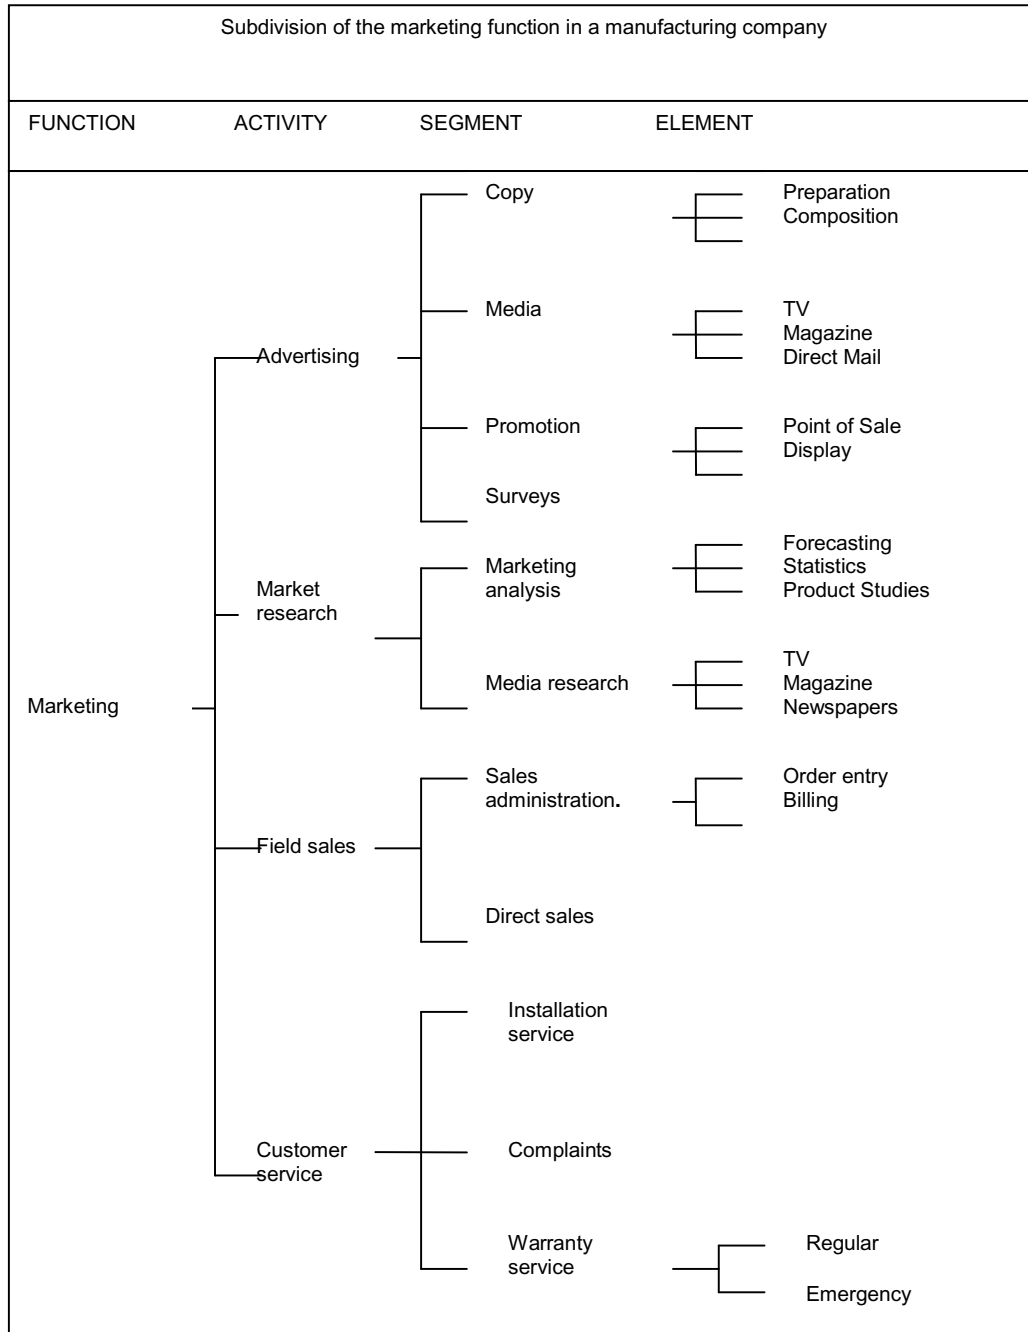 Subdivision of the marketing function in a manufacturing company
FUNCTION ACTIVITY SEGMENT ELEMENT
Copy
Preparation
Composition
Media
TV
Magazine
Direct Mail
Advertising
Promotion
Point of Sale
Display
Surveys
Market
research
Marketing
analysis
Forecasting
Statistics
Product Studies
Media research
TV
Magazine
Newspapers
Marketing
Sales
administration.
Order entry
Billing
Field sales
Direct sales
Installation
service
Customer
service
Complaints
Warranty
service
Regular
Emergency